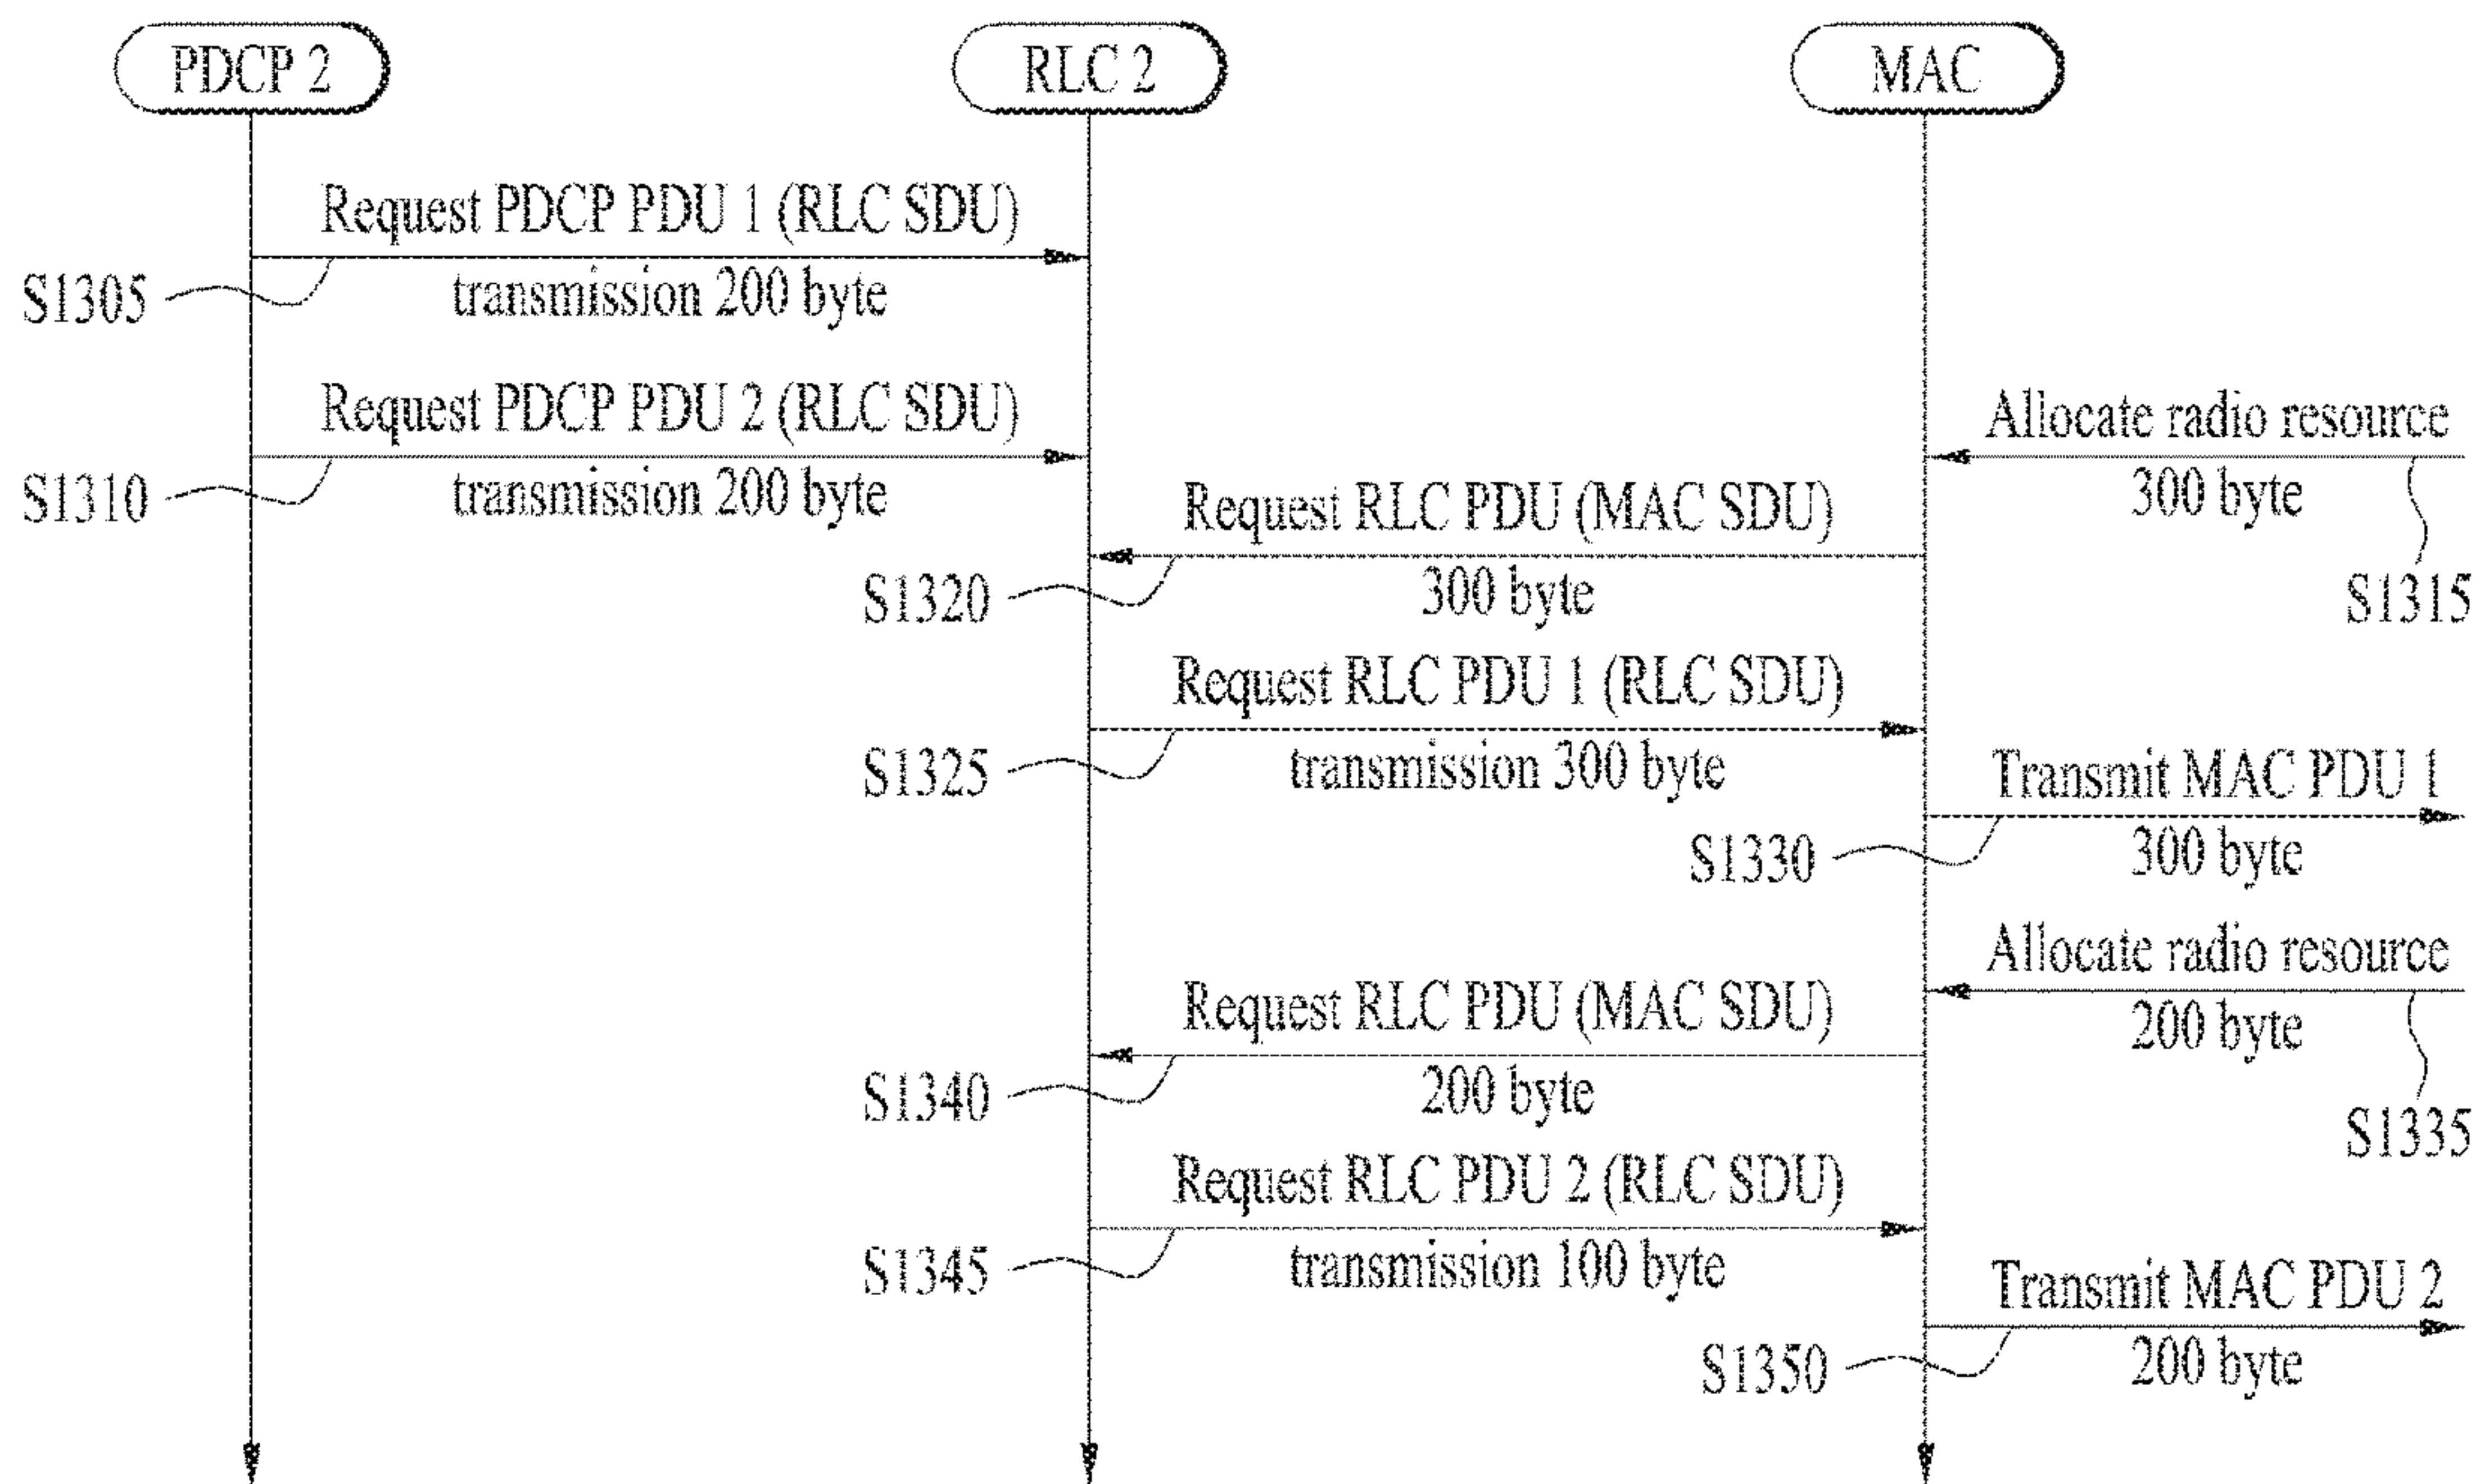 PDCP 2
RLC 2
MAC
Request PDCP PDU 1 (RLC SDU)
transmission 200 byte
S1305
Request PDCP PDU 2 (RLC SDU)
transmission 200 byte
S1310
Allocate radio resource
300 byte
S1315
Request RLC PDU (MAC SDU)
300 byte
S1320
Request RLC PDU 1 (RLC SDU)
transmission 300 byte
S1325
Transmit MAC PDU 1
300 byte
S1330
Allocate radio resource
200 byte
S1335
Request RLC PDU (MAC SDU)
200 byte
S1340
Request RLC PDU 2 (RLC SDU)
transmission 100 byte
S1345
Transmit MAC PDU 2
200 byte
S1350